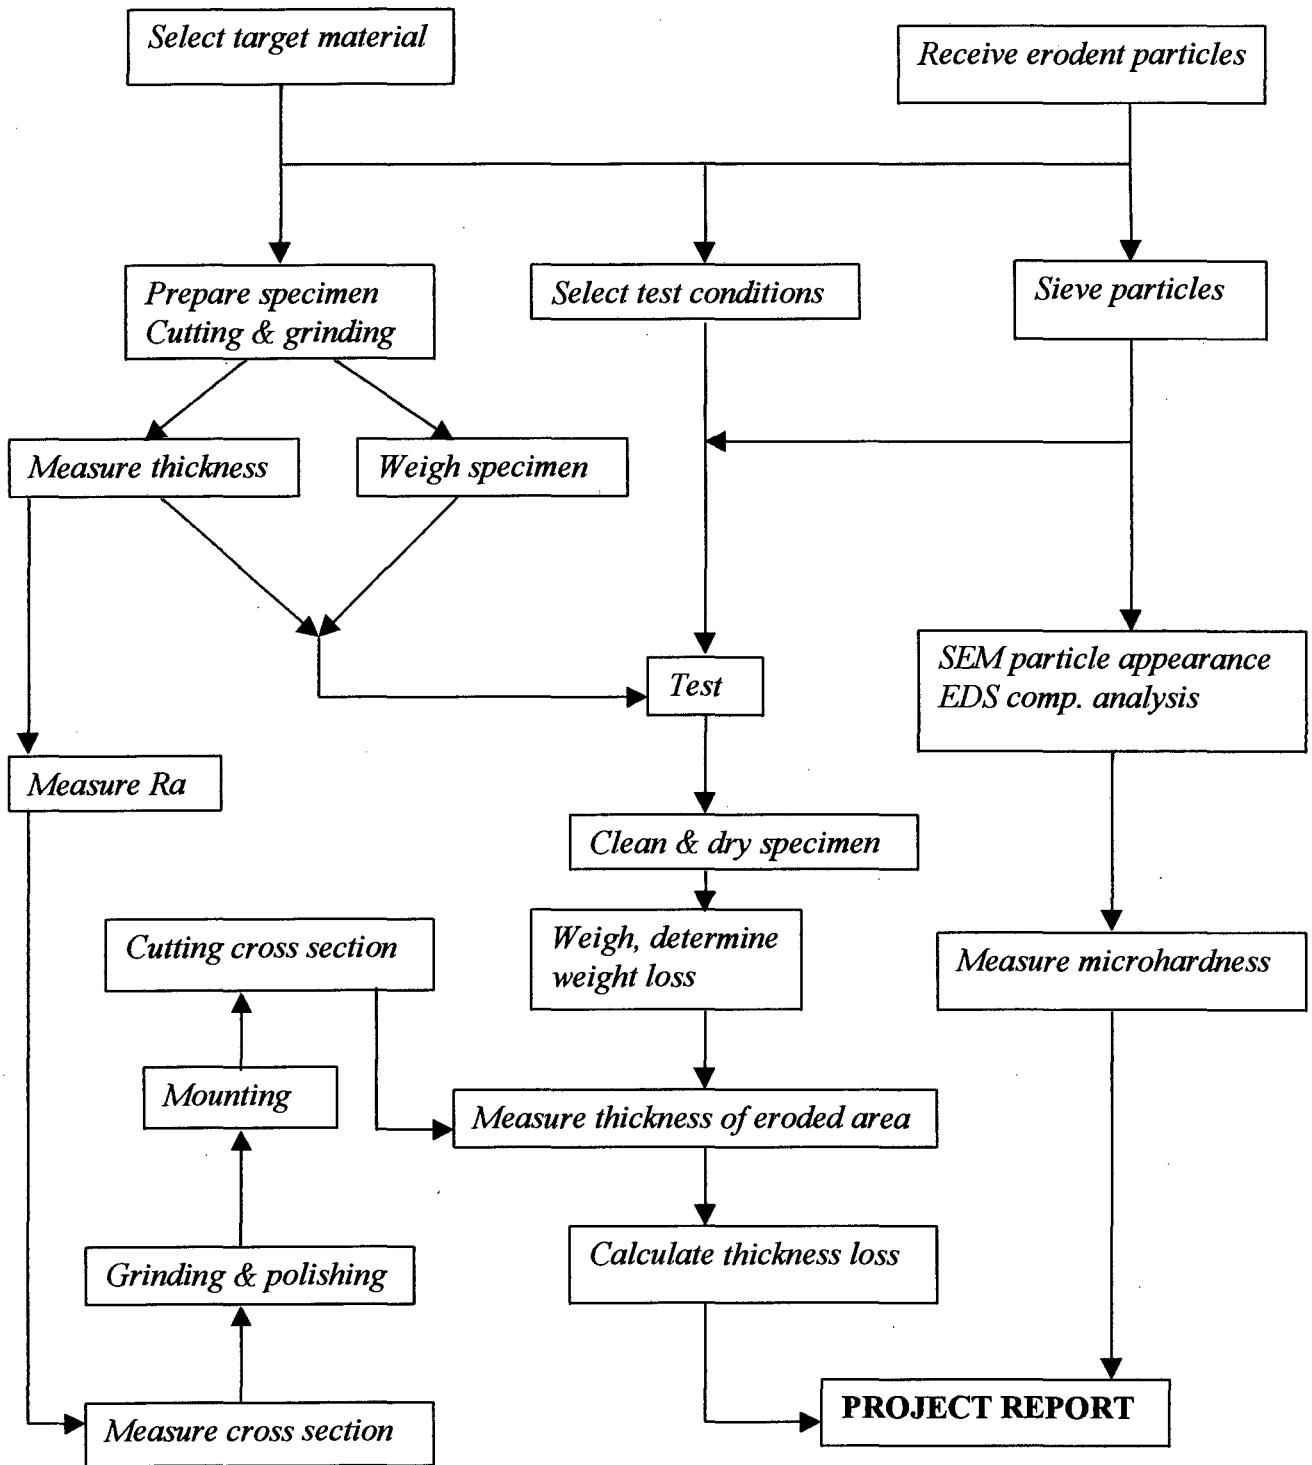 Select target material
Receive erodent particles
Prepare specimen
Cutting & grinding
Select test conditions
Sieve particles
Measure thickness
Weigh specimen
Test
SEM particle appearance
EDS comp. analysis
Measure Ra
Clean & dry specimen
Cutting cross section
Weigh, determine
weight loss
Measure microhardness
Mounting
Measure thickness of eroded area
Grinding & polishing
Calculate thickness loss
Measure cross section
PROJECT REPORT